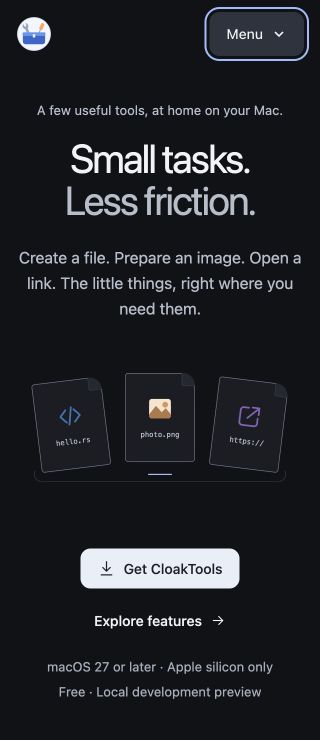 Menu
A few useful tools, at home on your Mac.
Small tasks.
Less friction.
Create a file. Prepare an image. Open a
link. The little things, right where you
need them.
hello.rs
photo.png
https://
Get CloakTools
Explore features →
macOS 27 or later · Apple silicon only
Free · Local development preview